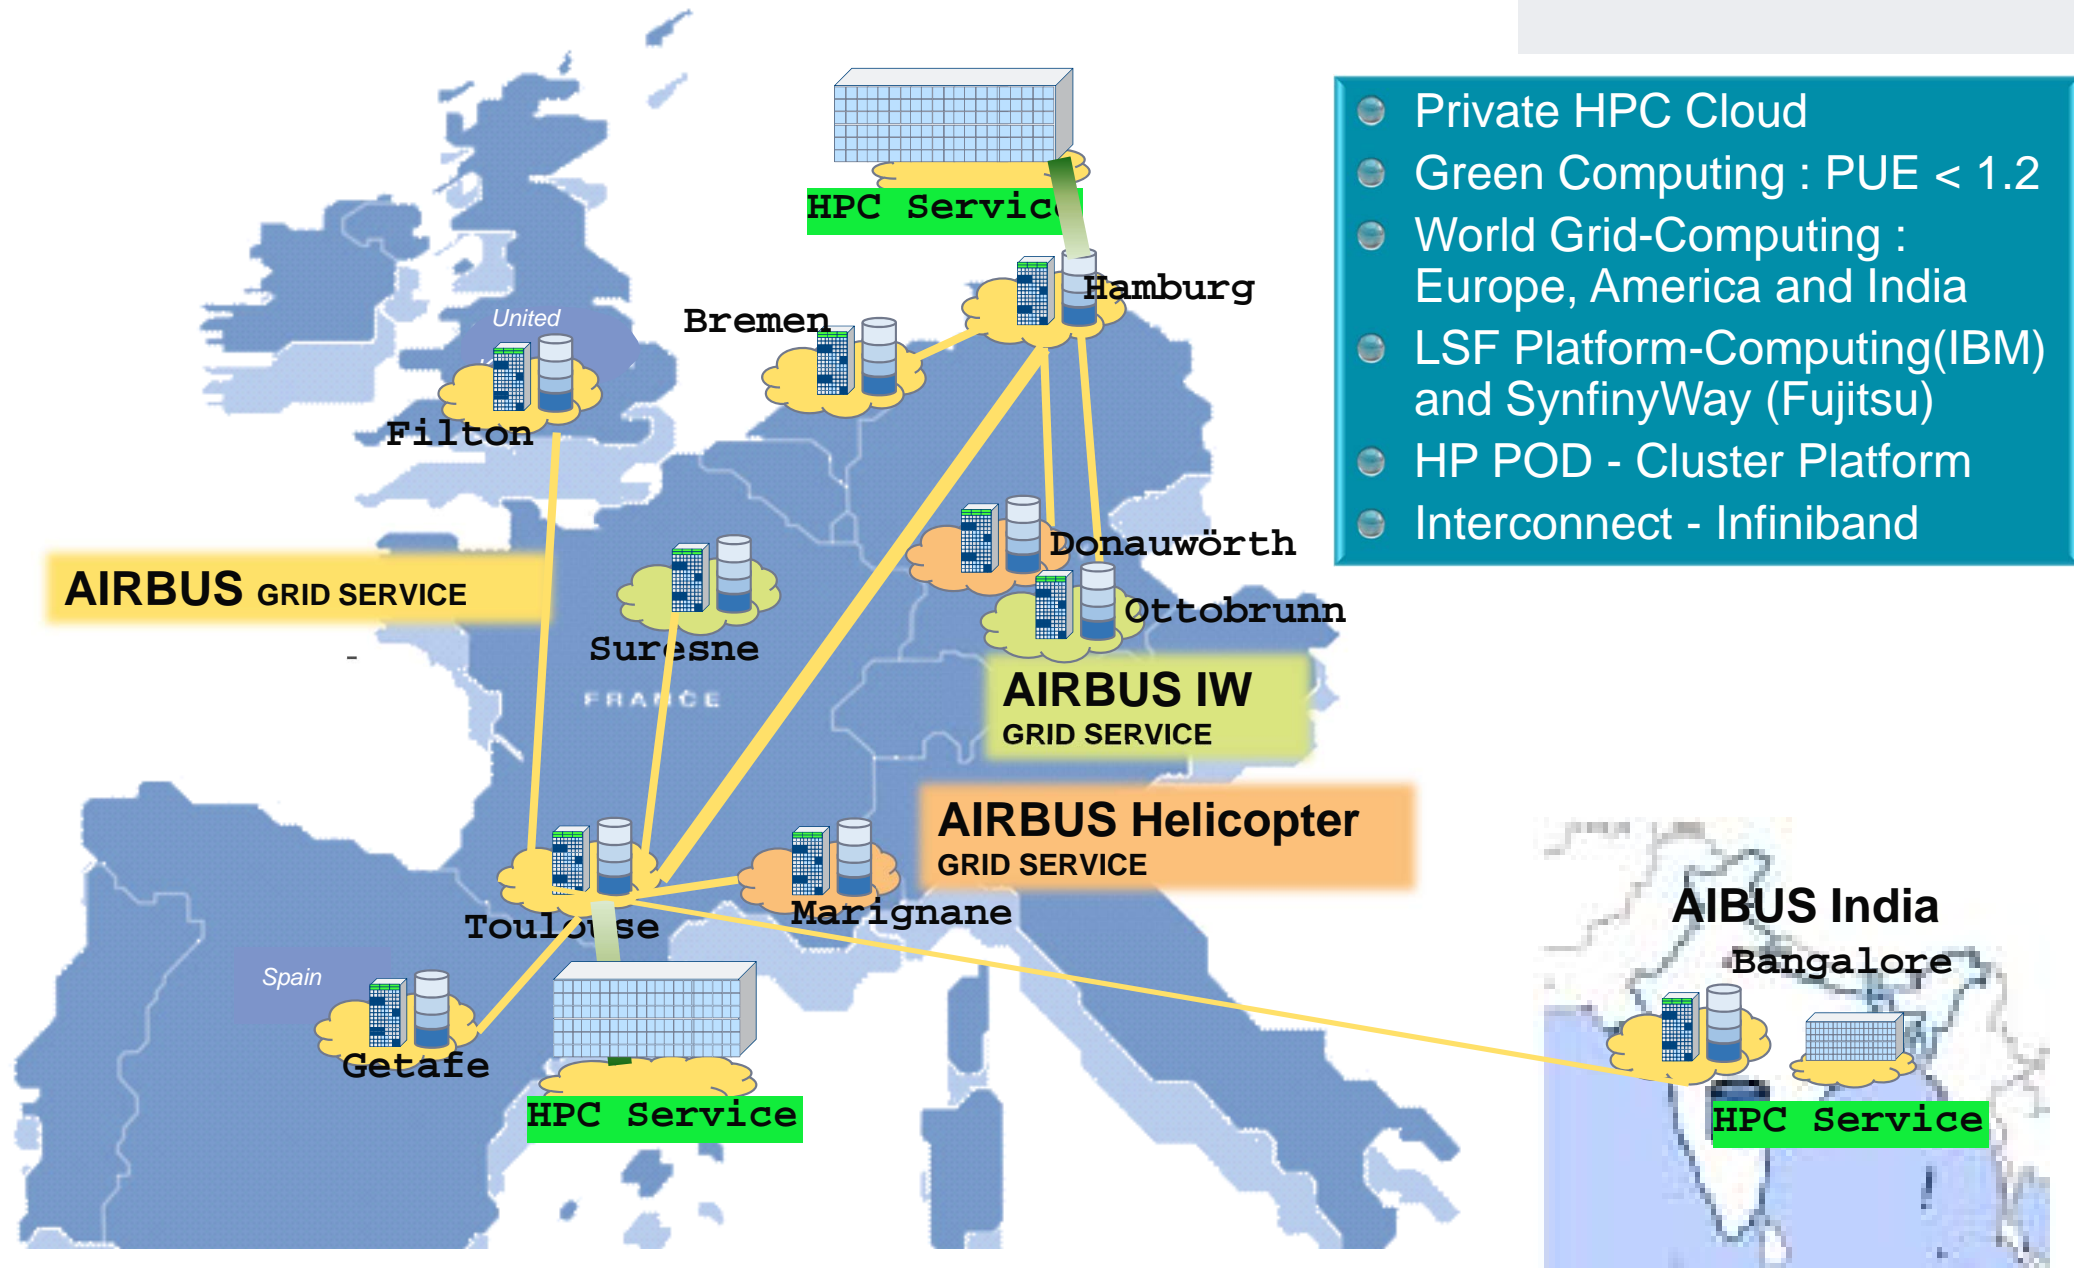 Private HPC Cloud
Green Computing : PUE < 1.2
World Grid-Computing :
Europe, America and India
LSF Platform-Computing(IBM)
and SynfinyWay (Fujitsu)
HP POD - Cluster Platform
Interconnect - Infiniband
HPC Service
Hamburg
Bremen
United
Filton
Donauwörth
AIRBUS GRID SERVICE
Ottobrunn
Suresne
-
FRANCE
AIRBUS IW
GRID SERVICE
AIRBUS Helicopter
GRID SERVICE
Marignane
Toulouse
AIBUS India
Bangalore
Spain
Getafe
HPC Service
HPC Service